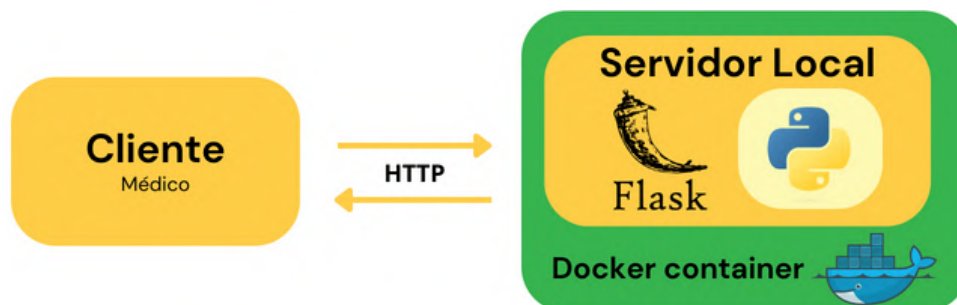 Cliente
Médico
HTTP
Servidor Local
Flask
Docker container